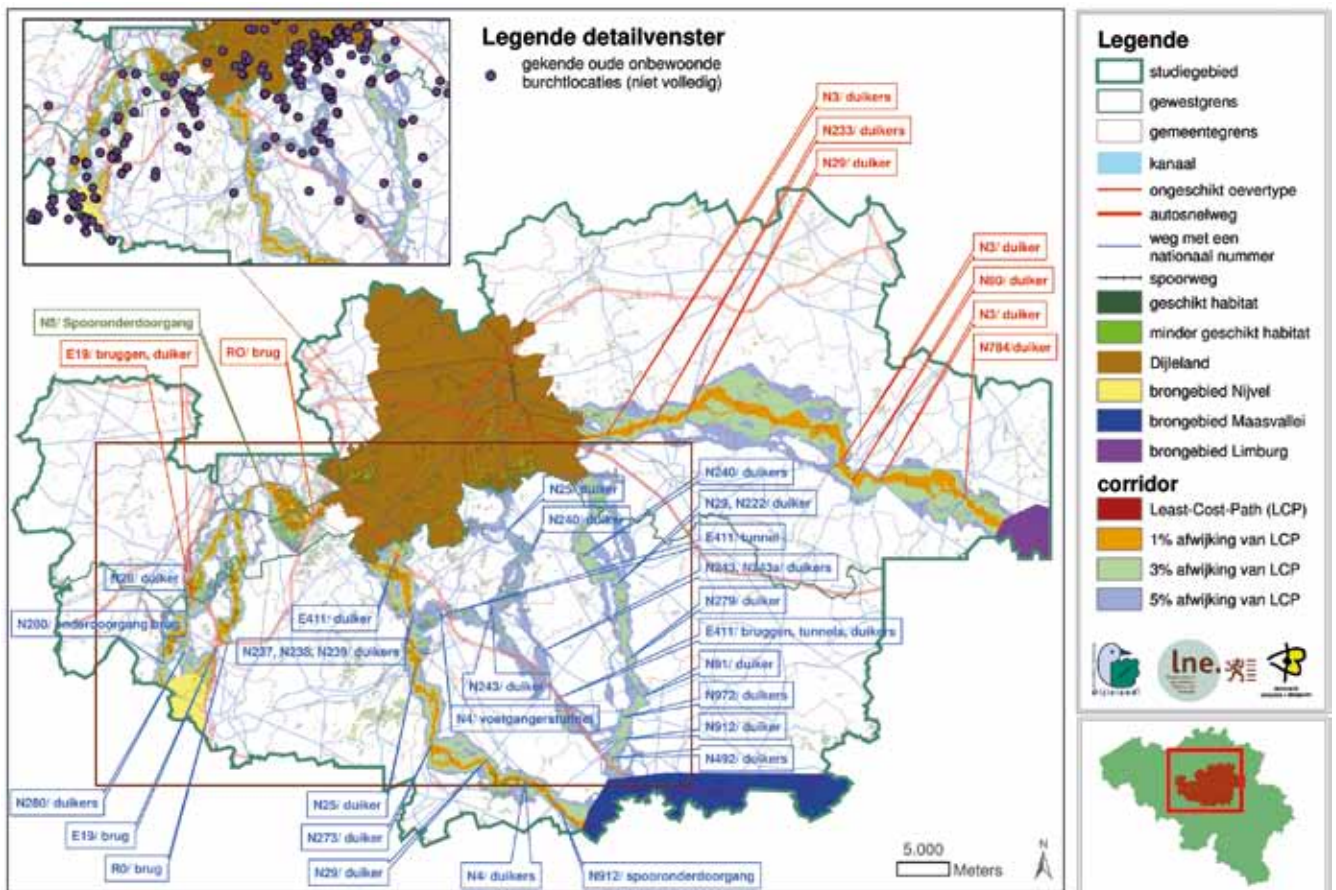 Legende detailvenster
gekende oude onbewoonde
burchtlocaties (niet volledig)
N3/ duikers
N233/ duikers
N29/ duiker
N3/ duiker
N80/ duiker
N3/ duiker
N784/duiker
N5/ Spooronderdoorgang
E19/ bruggen, duiker
RO/ brug
N25/ duiker
N240/ duiker
N240/ duikers
N29, N222/ duiker
E411/ tunnel
N243, N243a/ duikers
N279/ duiker
E411/ bruggen, tunnels, duikers
N91/ duiker
N972/ duikers
N912/ duiker
N492/ duikers
N28/ duiker
N280/ onderdoorgang brug
E411/ duiker
N237, N238, N239/ duikers
N243/ duiker
N4/ voetgangerstunnel
N280/ duikers
E19/ brug
R0/ brug
N25/ duiker
N273/ duiker
N29/ duiker
N4/ duikers
N912/ spooronderdoorgang
5.000
Meters
N
Legende
studiegebied
gewestgrens
gemeentegrens
kanaal
ongeschikt oevertype
autosnelweg
weg met een
nationaal nummer
spoorweg
geschikt habitat
minder geschikt habitat
Dijleland
brongebied Nijvel
brongebied Maasvallei
brongebied Limburg
corridor
Least-Cost-Path (LCP)
1% afwijking van LCP
3% afwijking van LCP
5% afwijking van LCP
lne.